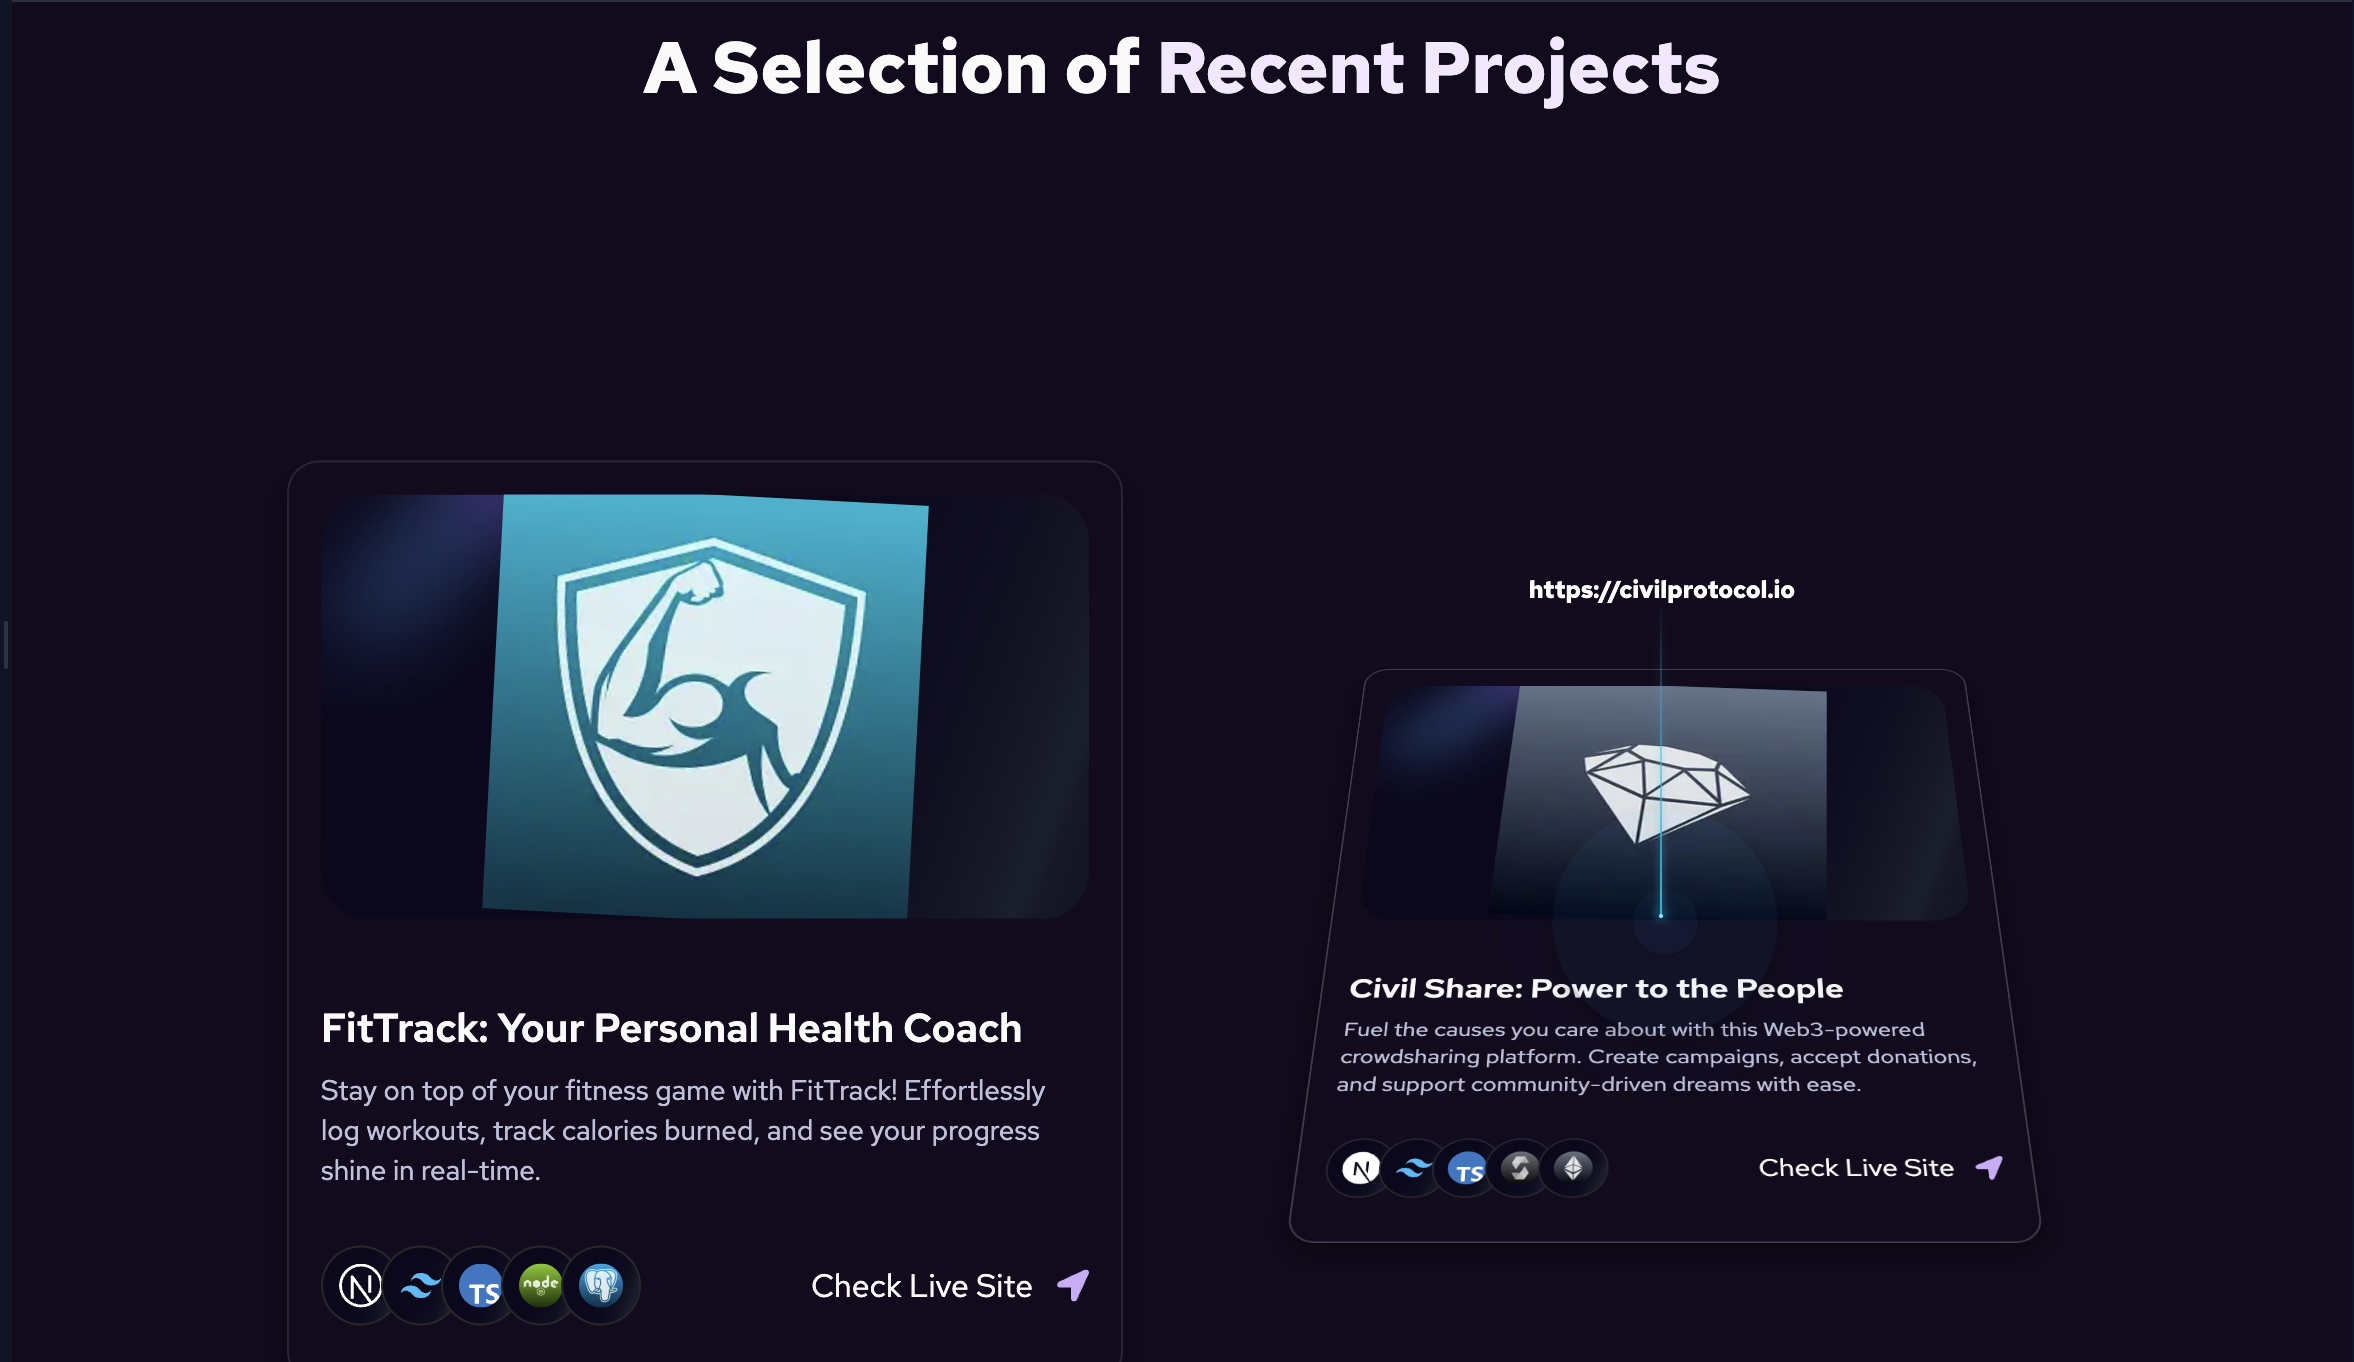 A Selection of Recent Projects
FitTrack: Your Personal Health Coach
Stay on top of your fitness game with FitTrack! Effortlessly
log workouts, track calories burned, and see your progress
shine in real-time.
N
TS
node
JS
Check Live Site
https://civilprotocol.io
Civil Share: Power to the People
Fuel the causes you care about with this Web3-powered
crowdsharing platform. Create campaigns, accept donations,
and support community-driven dreams with ease.
N
TS
Check Live Site